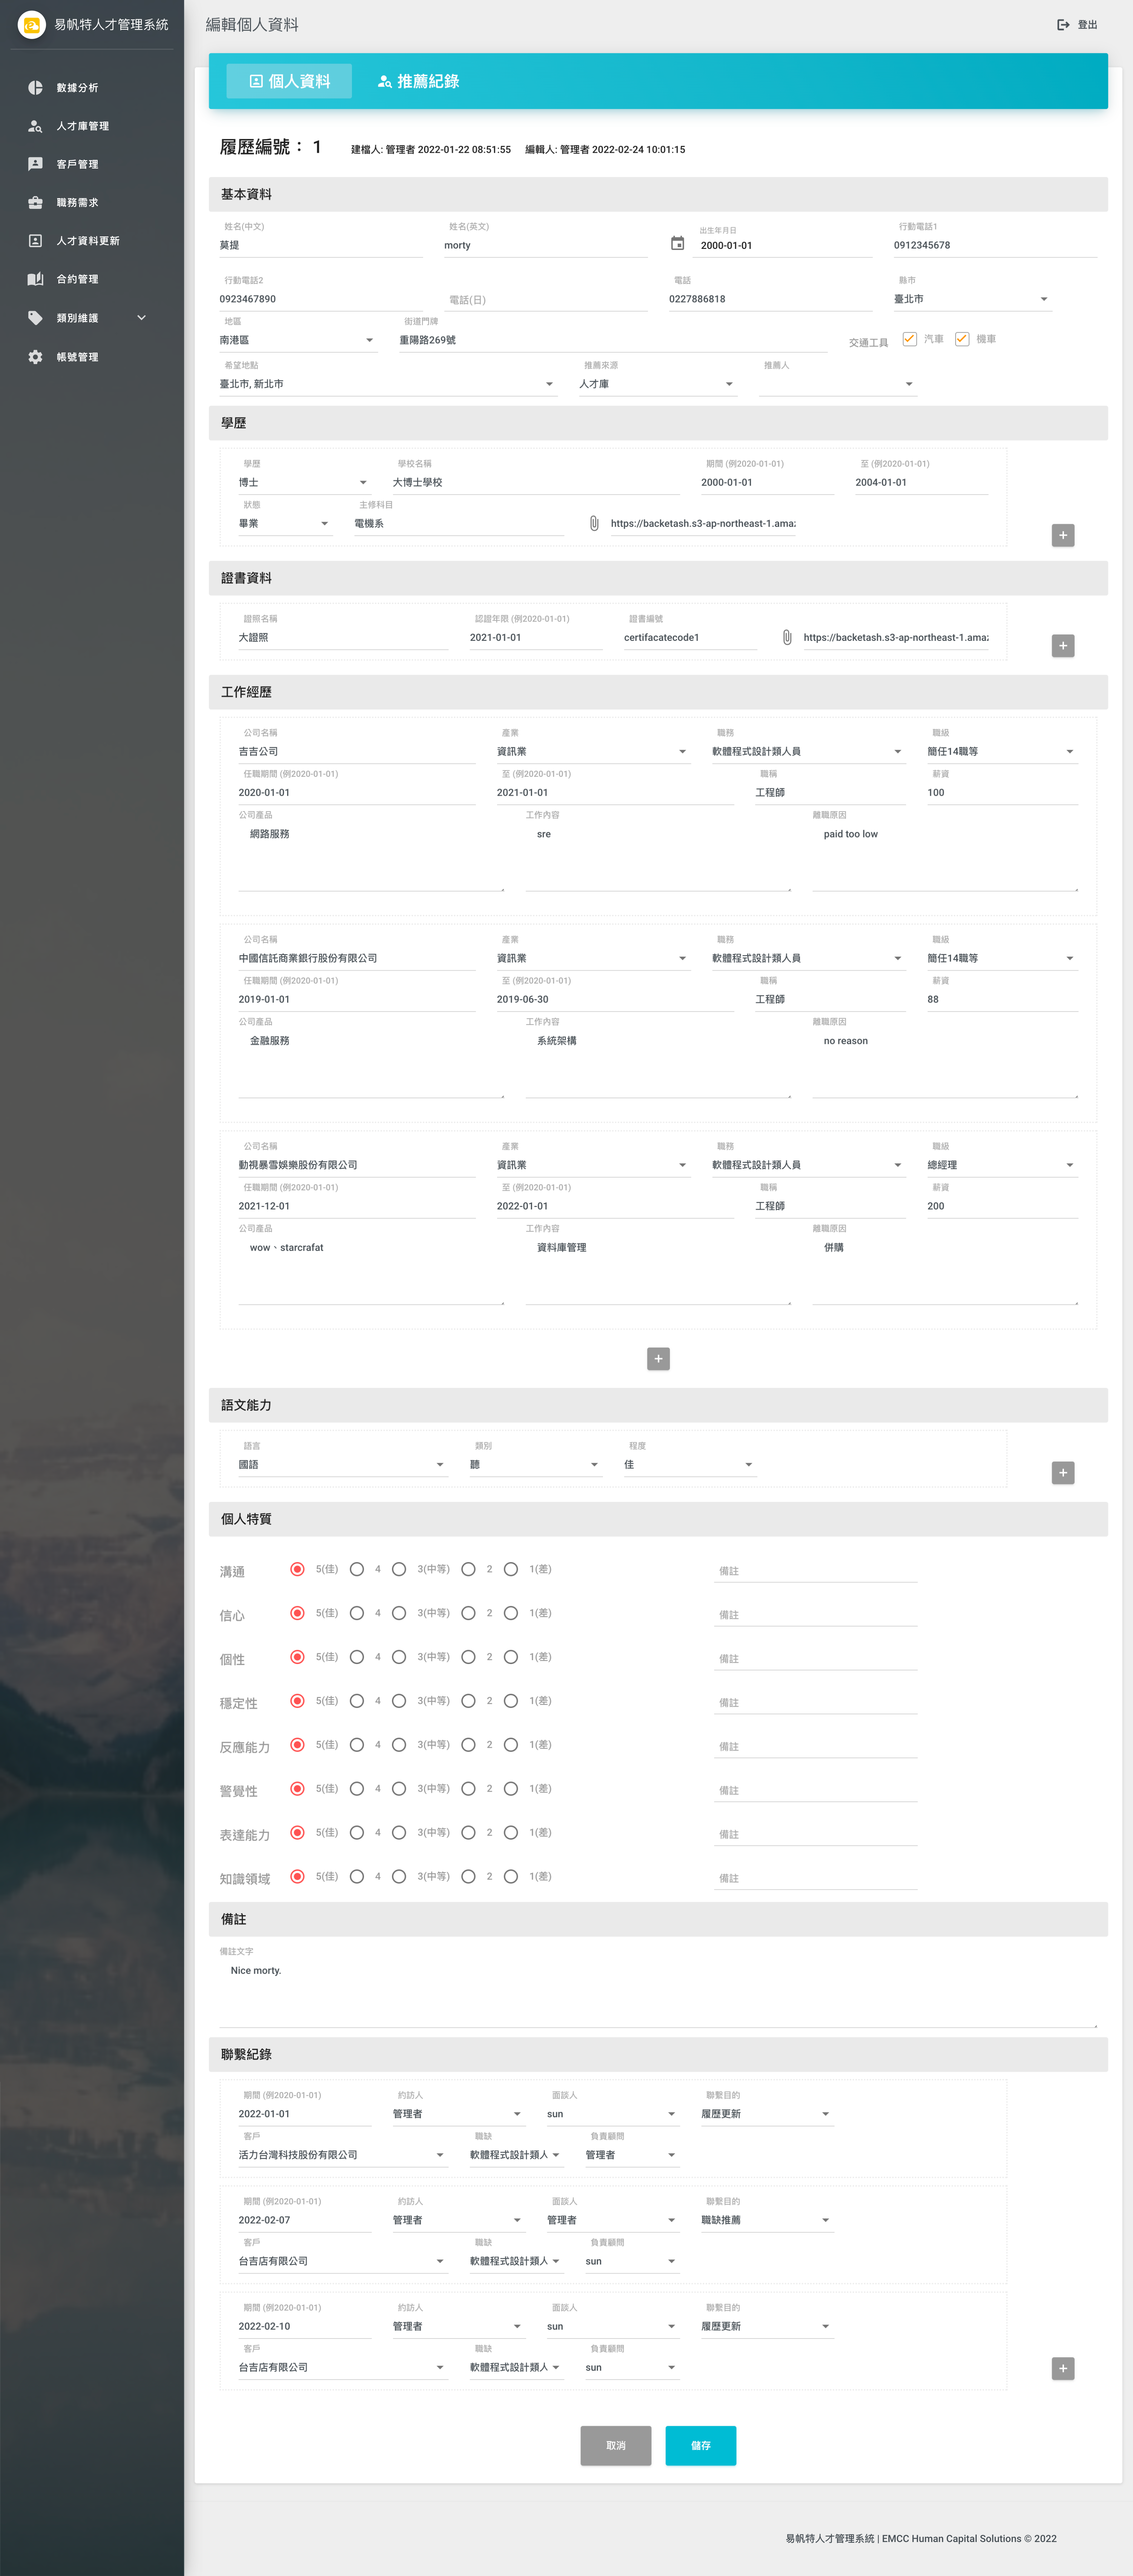 易帆特人才管理系統
數據分析
人才庫管理
客戶管理
職務需求
人才資料更新
合約管理
類別維護
帳號管理
編輯個人資料
登出
個人資料 推薦紀錄
履歷編號： 1 建檔人: 管理者 2022-01-22 08:51:55 編輯人: 管理者 2022-02-24 10:01:15
基本資料
姓名(中文) 姓名(英文) 出生年月日 行動電話1
莫提 morty 2000-01-01 0912345678
行動電話2 電話 縣市
0923467890 電話(日) 0227886818 臺北市
地區 街道門牌
南港區 重陽路269號 交通工具 汽車 機車
希望地點 推薦來源 推薦人
臺北市, 新北市 人才庫
學歷
學歷 學校名稱 期間 (例2020-01-01) 至 (例2020-01-01)
博士 大博士學校 2000-01-01 2004-01-01
狀態 主修科目
畢業 電機系 https://backetash.s3-ap-northeast-1.ama
證書資料
證照名稱 認證年限 (例2020-01-01) 證書編號
大證照 2021-01-01 certifacatecode1 https://backetash.s3-ap-northeast-1.ama
工作經歷
公司名稱 產業 職務 職級
吉吉公司 資訊業 軟體程式設計類人員 簡任14職等
任職期間 (例2020-01-01) 至 (例2020-01-01) 職稱 薪資
2020-01-01 2021-01-01 工程師 100
公司產品 工作內容 離職原因
網路服務 sre paid too low
公司名稱 產業 職務 職級
中國信託商業銀行股份有限公司 資訊業 軟體程式設計類人員 簡任14職等
任職期間 (例2020-01-01) 至 (例2020-01-01) 職稱 薪資
2019-01-01 2019-06-30 工程師 88
公司產品 工作內容 離職原因
金融服務 系統架構 no reason
公司名稱 產業 職務 職級
動視暴雪娛樂股份有限公司 資訊業 軟體程式設計類人員 總經理
任職期間 (例2020-01-01) 至 (例2020-01-01) 職稱 薪資
2021-12-01 2022-01-01 工程師 200
公司產品 工作內容 離職原因
wow、starcrafat 資料庫管理 併購
+
語文能力
語言 類別 程度
國語 聽 佳
個人特質
溝通 5(佳) 4 3(中等) 2 1(差) 備註
信心 5(佳) 4 3(中等) 2 1(差) 備註
個性 5(佳) 4 3(中等) 2 1(差) 備註
穩定性 5(佳) 4 3(中等) 2 1(差) 備註
反應能力 5(佳) 4 3(中等) 2 1(差) 備註
警覺性 5(佳) 4 3(中等) 2 1(差) 備註
表達能力 5(佳) 4 3(中等) 2 1(差) 備註
知識領域 5(佳) 4 3(中等) 2 1(差) 備註
備註
備註文字
Nice morty.
聯繫紀錄
期間 (例2020-01-01) 約訪人 面談人 聯繫目的
2022-01-01 管理者 sun 履歷更新
客戶 職缺 負責顧問
活力台灣科技股份有限公司 軟體程式設計類人 管理者
期間 (例2020-01-01) 約訪人 面談人 聯繫目的
2022-02-07 管理者 管理者 職缺推薦
客戶 職缺 負責顧問
台吉店有限公司 軟體程式設計類人 sun
期間 (例2020-01-01) 約訪人 面談人 聯繫目的
2022-02-10 管理者 sun 履歷更新
客戶 職缺 負責顧問
台吉店有限公司 軟體程式設計類人 sun
取消 儲存
易帆特人才管理系統 | EMCC Human Capital Solutions © 2022